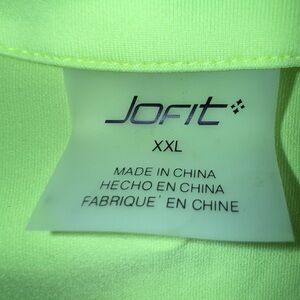 Jofit
XXL
MADE IN CHINA
HECHO EN CHINA
FABRIQUE' EN CHINE